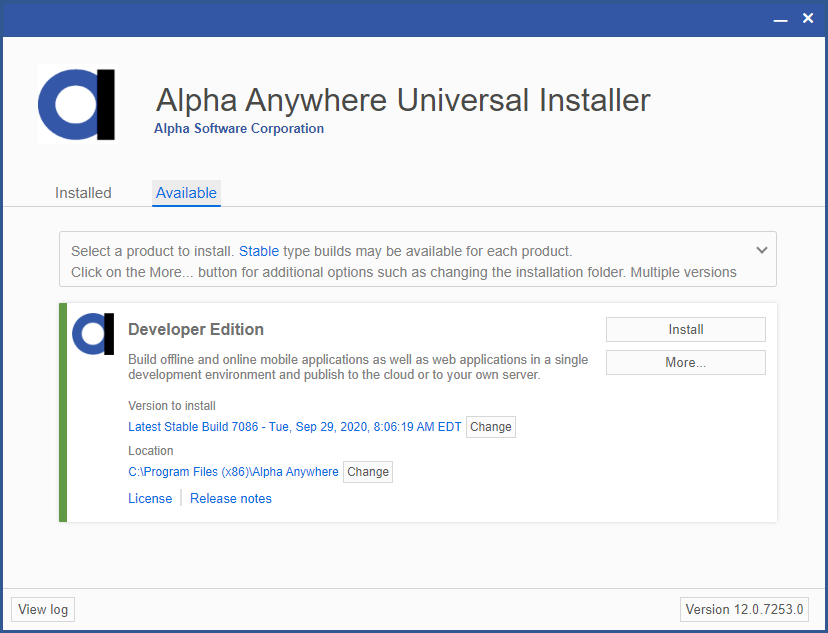 Alpha Anywhere Universal Installer
Alpha Software Corporation
Installed Available
Select a product to install. Stable type builds may be available for each product.
Click on the More... button for additional options such as changing the installation folder. Multiple versions
Developer Edition
Install
Build offline and online mobile applications as well as web applications in a single
development environment and publish to the cloud or to your own server.
More...
Version to install
Latest Stable Build 7086 - Tue, Sep 29, 2020, 8:06:19 AM EDT Change
Location
C:\Program Files (x86)\Alpha Anywhere Change
License Release notes
View log Version 12.0.7253.0